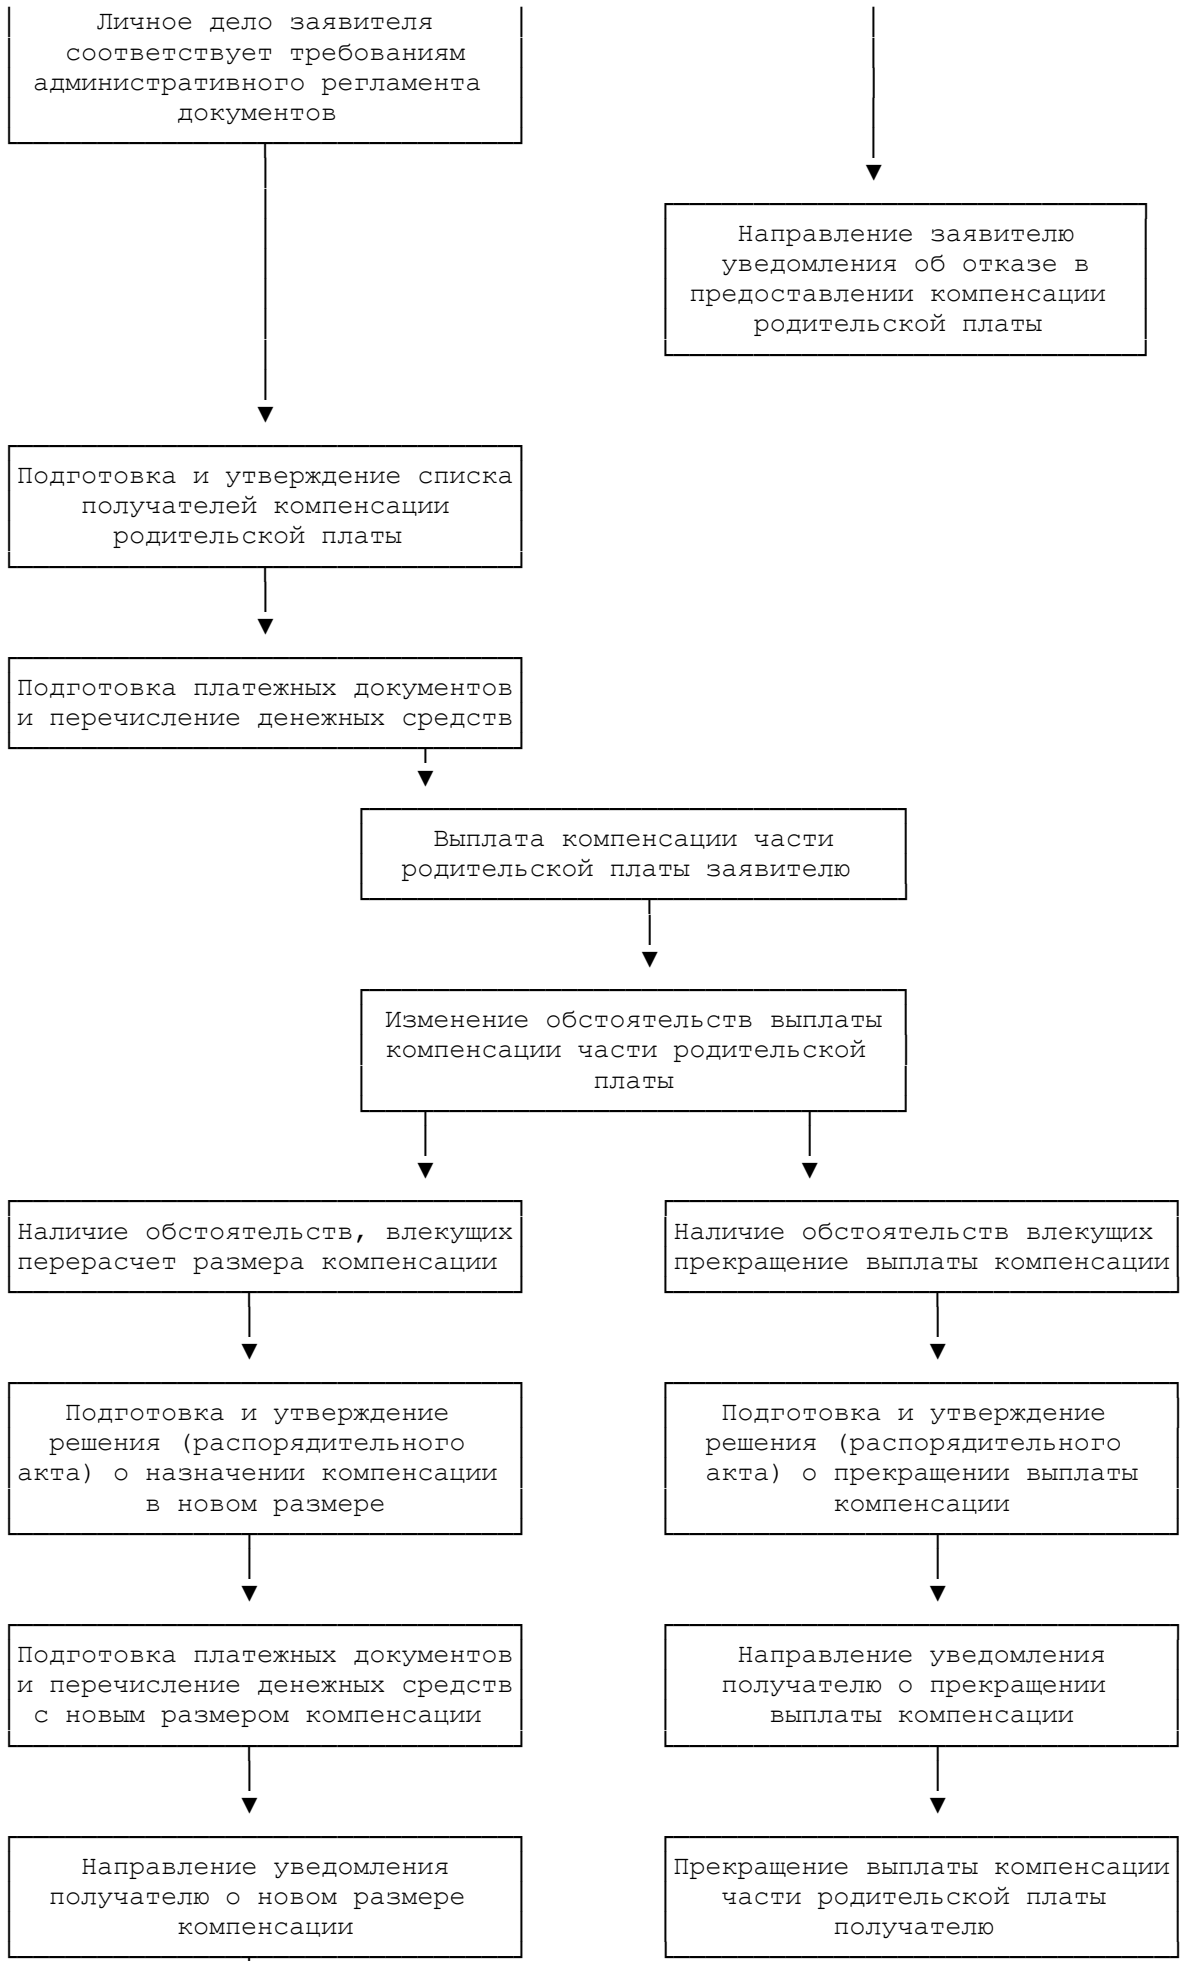 Личное дело заявителя
соответствует требованиям
административного регламента
документов
Направление заявителю
уведомления об отказе в
предоставлении компенсации
родительской платы
Подготовка и утверждение списка
получателей компенсации
родительской платы
Подготовка платежных документов
и перечисление денежных средств
Выплата компенсации части
родительской платы заявителю
Изменение обстоятельств выплаты
компенсации части родительской
платы
Наличие обстоятельств, влекущих
перерасчет размера компенсации
Наличие обстоятельств влекущих
прекращение выплаты компенсации
Подготовка и утверждение
решения (распорядительного
акта) о назначении компенсации
в новом размере
Подготовка и утверждение
решения (распорядительного
акта) о прекращении выплаты
компенсации
Подготовка платежных документов
и перечисление денежных средств
с новым размером компенсации
Направление уведомления
получателю о прекращении
выплаты компенсации
Направление уведомления
получателю о новом размере
компенсации
Прекращение выплаты компенсации
части родительской платы
получателю